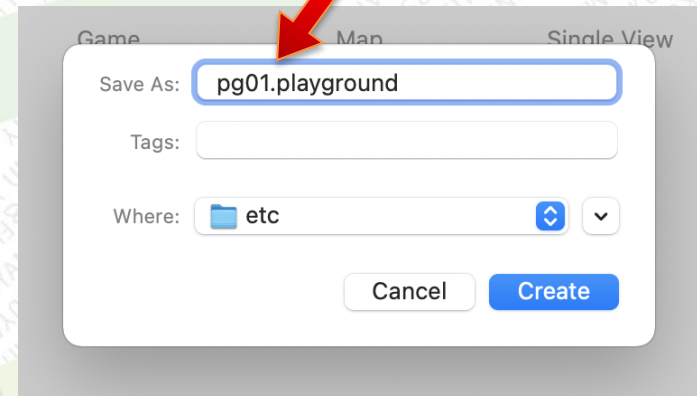 Game Map Single View
Save As: pg01.playground
Tags:
Where: etc
Cancel Create